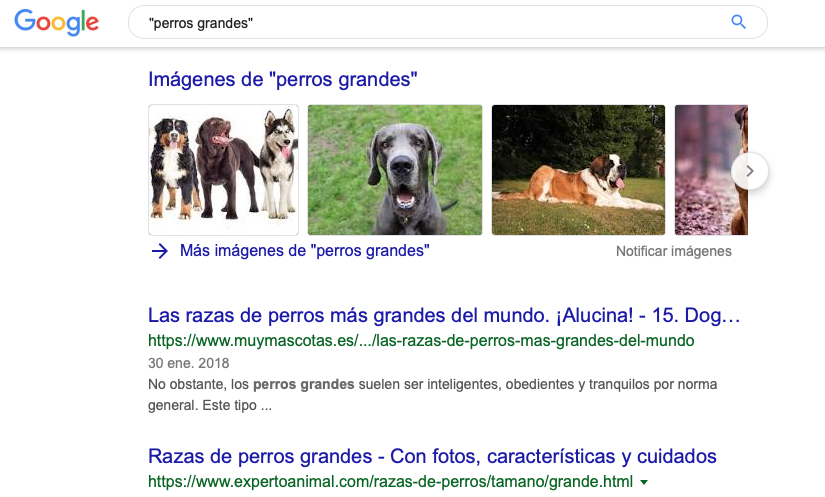 Google
"perros grandes"
Imágenes de "perros grandes"
Más imágenes de "perros grandes"
Notificar imágenes
Las razas de perros más grandes del mundo. ¡Alucina! - 15. Dog...
https://www.muymascotas.es/.../las-razas-de-perros-mas-grandes-del-mundo
30 ene. 2018
No obstante, los perros grandes suelen ser inteligentes, obedientes y tranquilos por norma
general. Este tipo ...
Razas de perros grandes - Con fotos, características y cuidados
https://www.expertoanimal.com/razas-de-perros/tamano/grande.html